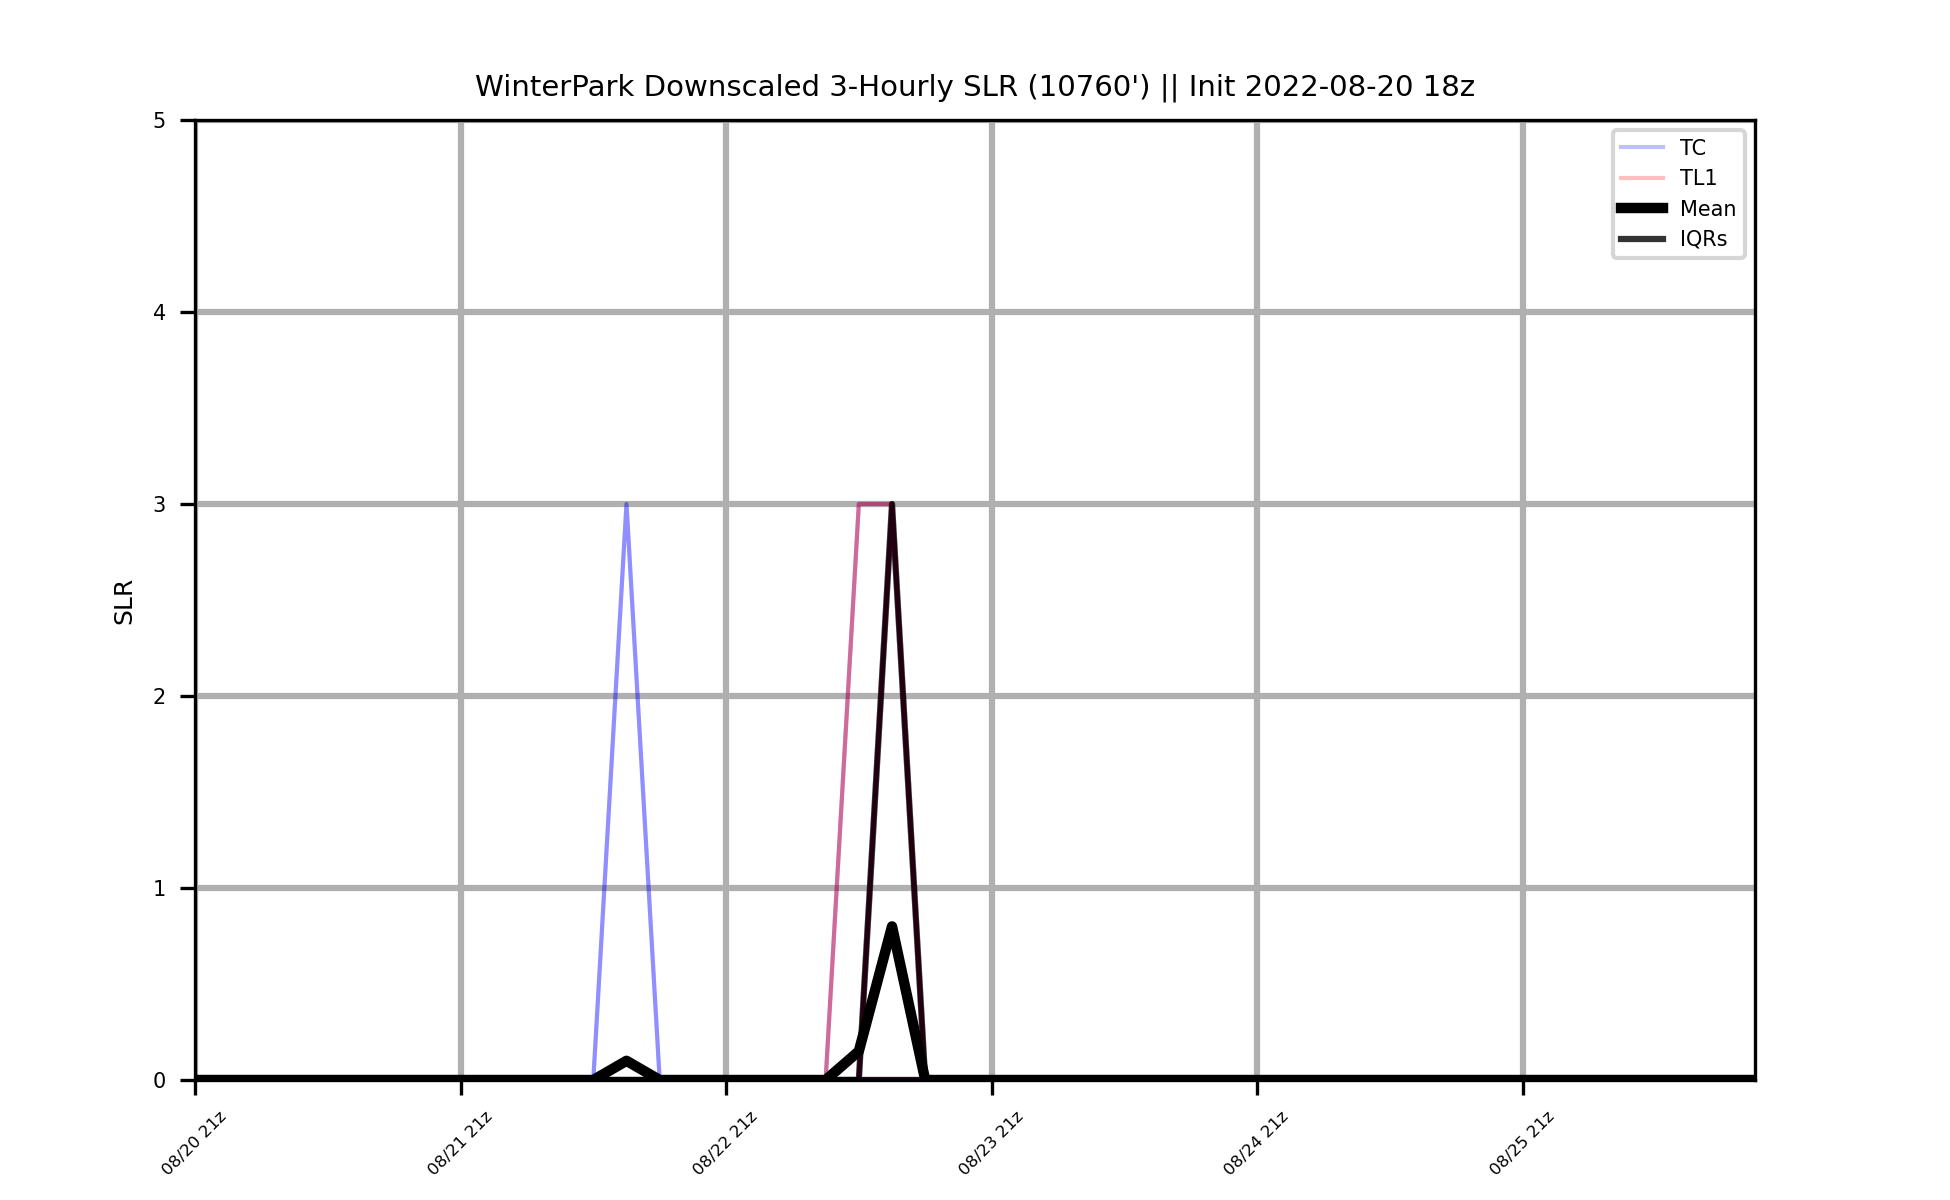 WinterPark Downscaled 3-Hourly SLR (10760') || Init 2022-08-20 18z
5
4
3
2
1
0
SLR
TC
TL1
Mean
IQRs
08/20 21z
08/21 21z
08/22 21z
08/23 21z
08/24 21z
08/25 21z